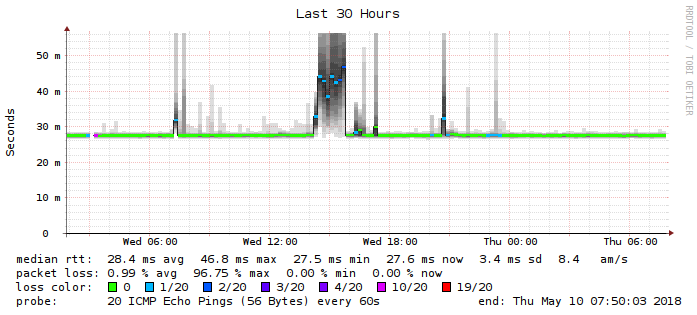 Last 30 Hours
RRDTOOL / TOBI OETIKER
Seconds
50 m
40 m
30 m
20 m
10 m
0
Wed 06:00 Wed 12:00 Wed 18:00 Thu 00:00 Thu 06:00
median rtt: 28.4 ms avg 46.8 ms max 27.5 ms min 27.6 ms now 3.4 ms sd 8.4 am/s
packet loss: 0.99 % avg 96.75 % max 0.00 % min 0.00 % now
loss color: 0 1/20 2/20 3/20 4/20 10/20 19/20
probe: 20 ICMP Echo Pings (56 Bytes) every 60s end: Thu May 10 07:50:03 2018